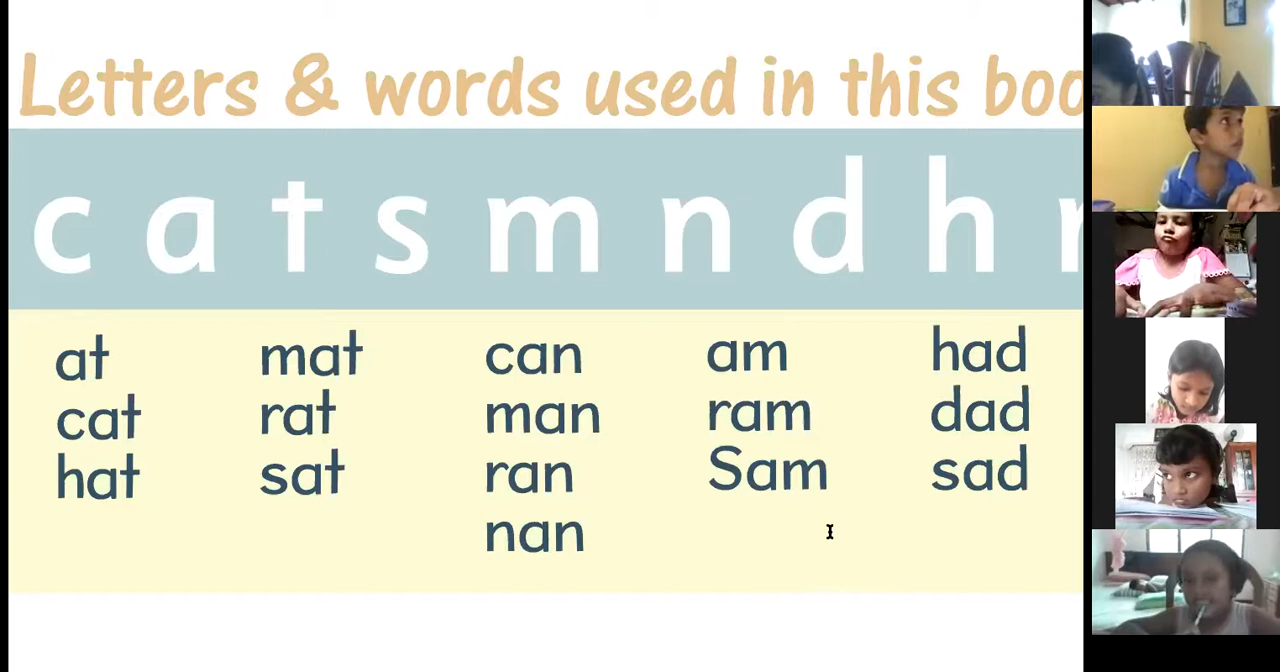 Letters & words used in this boo
c a t s m n d h
at mat can am had
cat rat man ram dad
hat sat ran Sam sad
nan